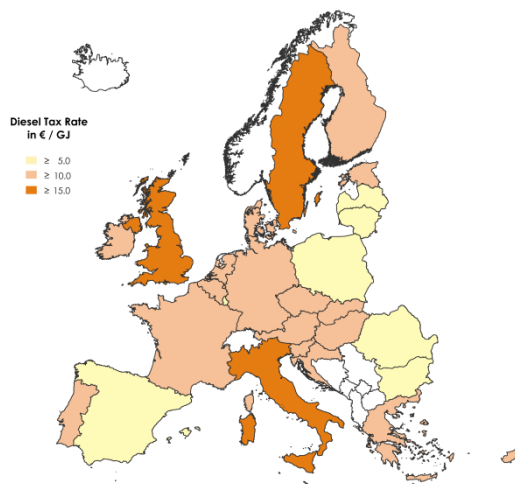 Diesel Tax Rate
in € / GJ
≥ 5.0
≥ 10.0
≥ 15.0